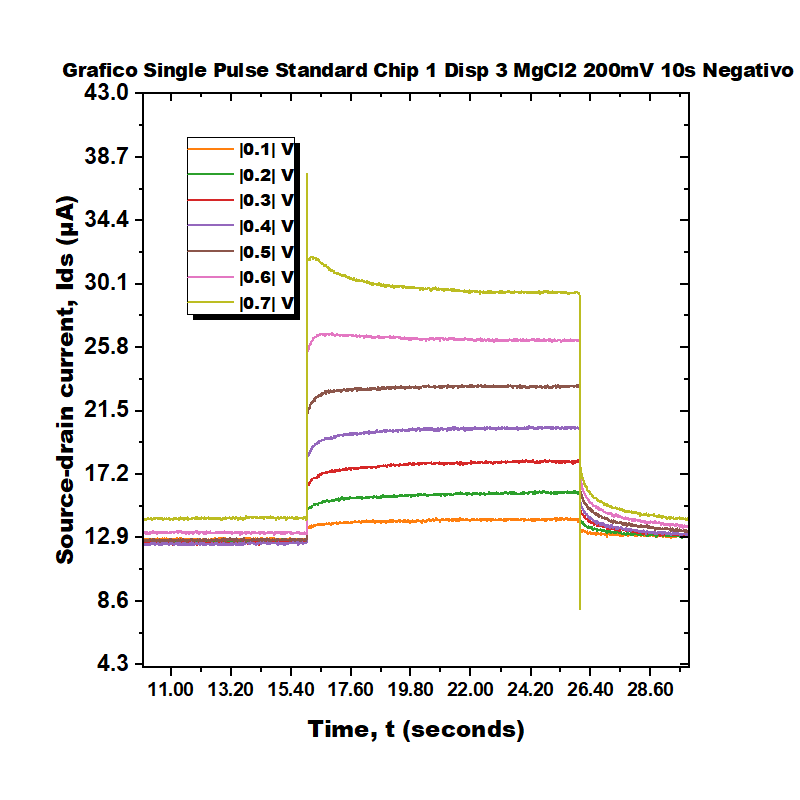 Grafico Single Pulse Standard Chip 1 Disp 3 MgCl2 200mV 10s Negativo
43.0
38.7
34.4
30.1
25.8
21.5
17.2
12.9
8.6
4.3
Source-drain current, Ids (µA)
|0.1| V
|0.2| V
|0.3| V
|0.4| V
|0.5| V
|0.6| V
|0.7| V
11.00 13.20 15.40 17.60 19.80 22.00 24.20 26.40 28.60
Time, t (seconds)